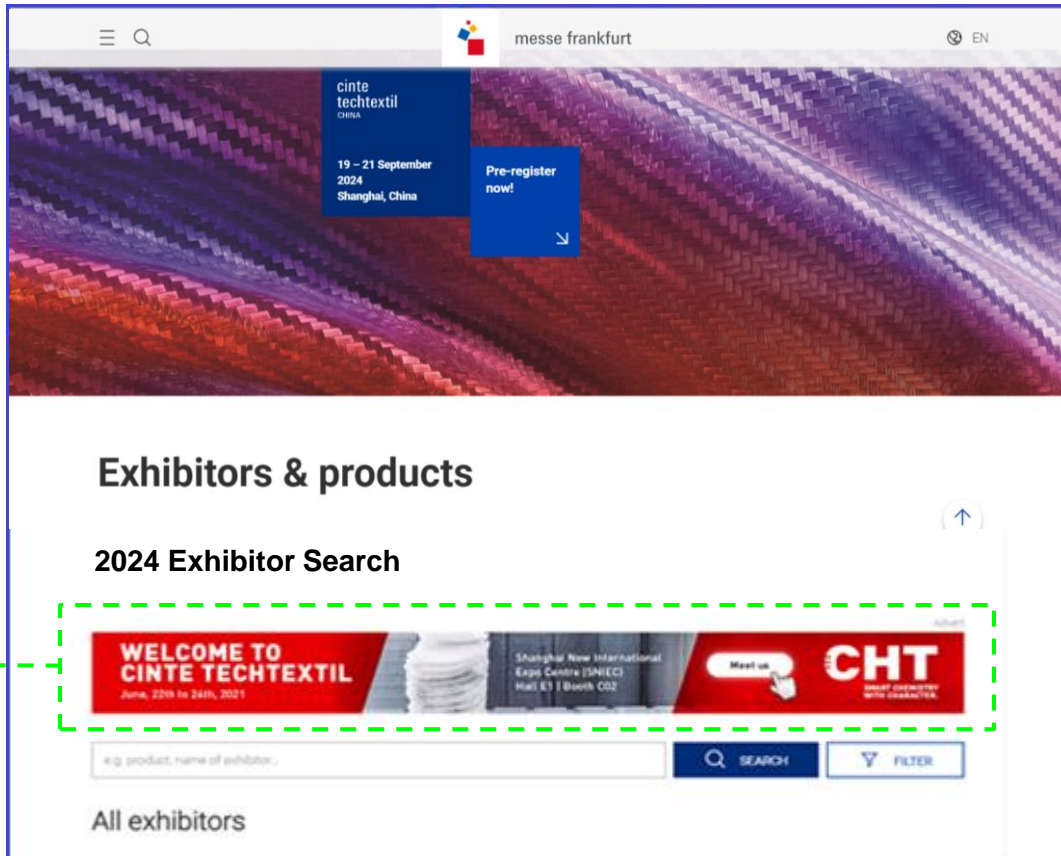 messe frankfurt
EN
cinte
techtextil
CHINA
19 – 21 September
2024
Shanghai, China
Pre-register
now!
Exhibitors & products
2024 Exhibitor Search
Advert
WELCOME TO
CINTE TECHTEXTIL
June, 22th to 24th, 2021
Shanghai New International
Expo Centre (SNIEC)
Hall E1 | Booth C02
Meet us
CHT
SMART CHEMISTRY
WITH CHARACTER.
e.g. product, name of exhibitor...
SEARCH
FILTER
All exhibitors